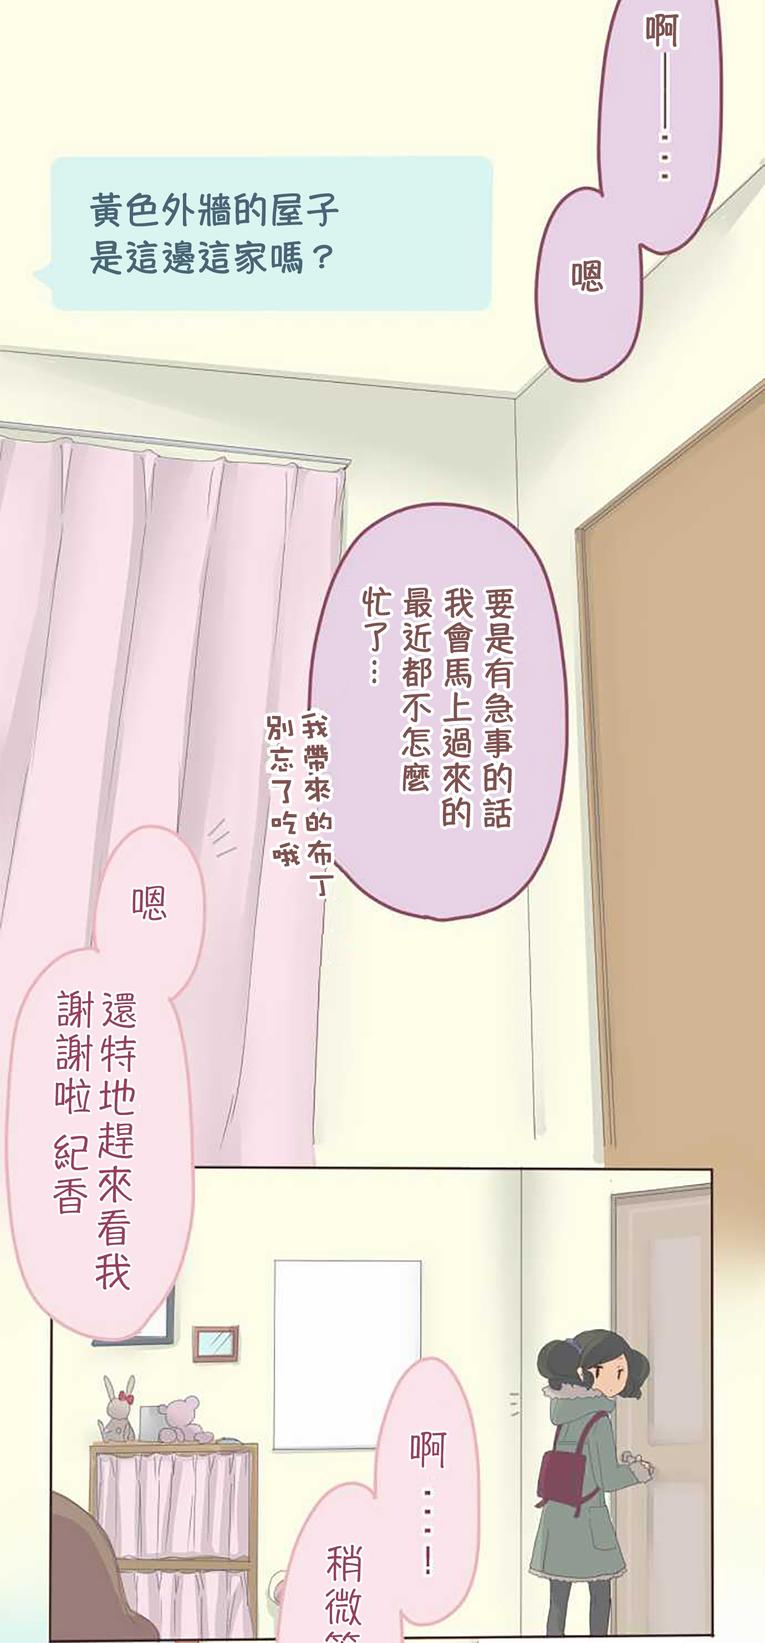 啊——...
嗯
黃色外牆的屋子
是這邊這家嗎？
要是有急事的話
我會馬上過來的
最近都不怎麼
忙了...
我帶來的布丁
別忘了吃哦
嗯
還特地趕來看我
謝謝啦 紀香
啊...!
稍微等